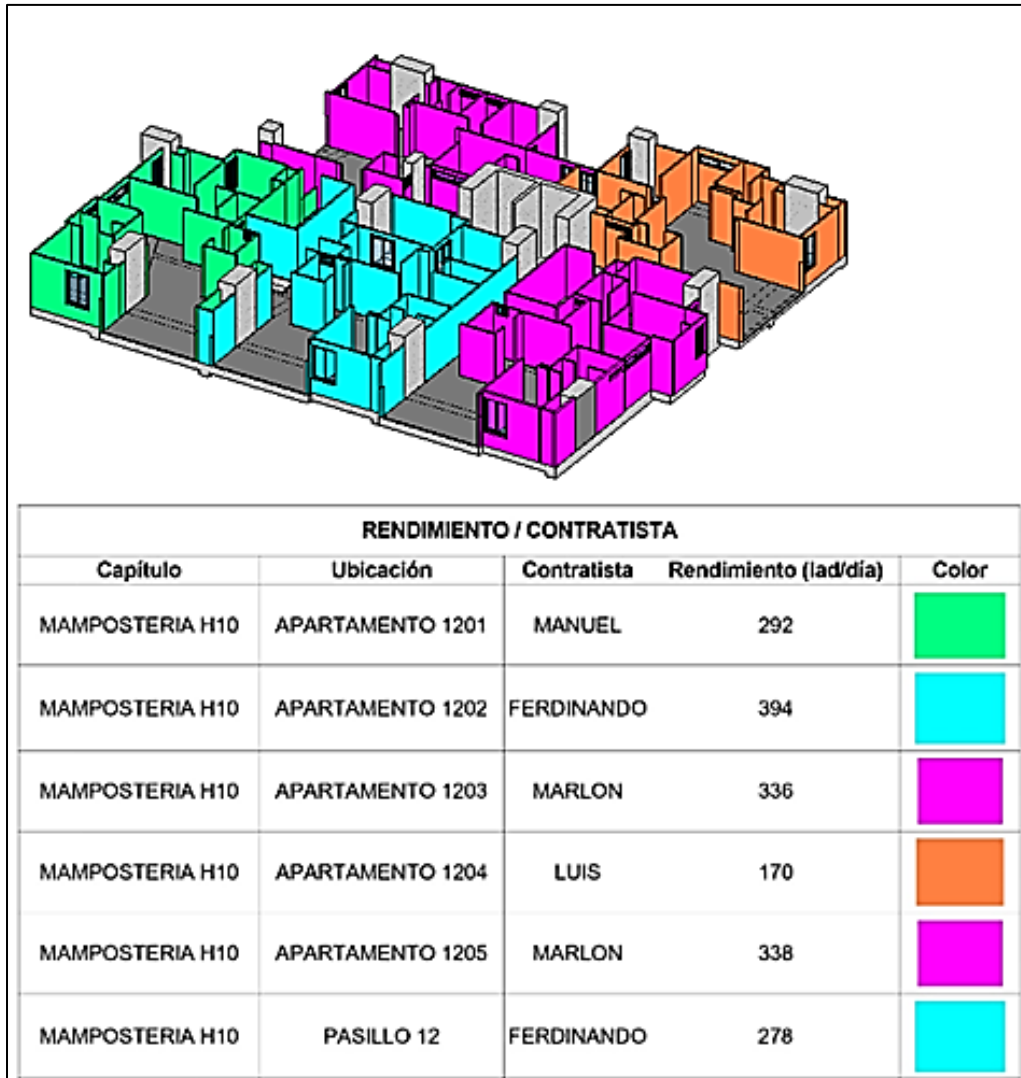 RENDIMIENTO / CONTRATISTA
Capítulo Ubicación Contratista Rendimiento (lad/día) Color
MAMPOSTERIA H10 APARTAMENTO 1201 MANUEL 292
MAMPOSTERIA H10 APARTAMENTO 1202 FERDINANDO 394
MAMPOSTERIA H10 APARTAMENTO 1203 MARLON 336
MAMPOSTERIA H10 APARTAMENTO 1204 LUIS 170
MAMPOSTERIA H10 APARTAMENTO 1205 MARLON 338
MAMPOSTERIA H10 PASILLO 12 FERDINANDO 278